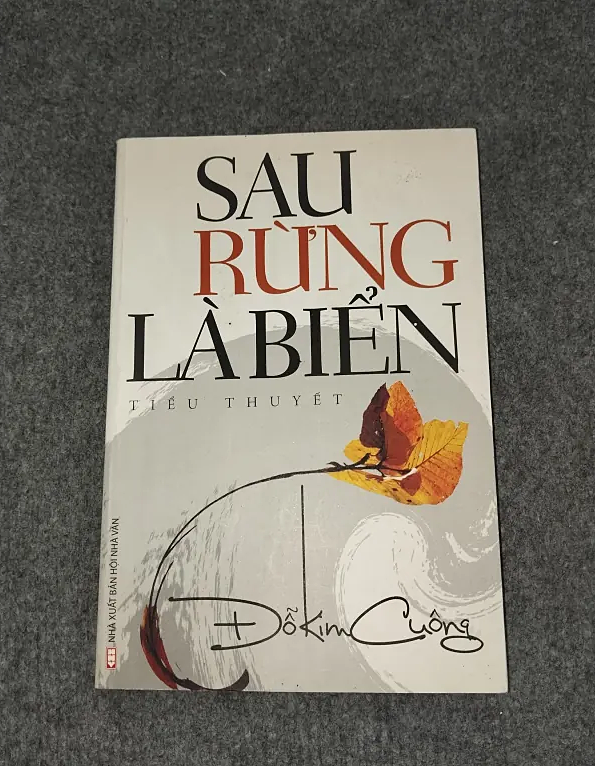 SAU
RỪNG
LÀ BIỂN
TIỂU THUYẾT
Đỗ Kim Cuông
NHÀ XUẤT BẢN HỘI NHÀ VĂN